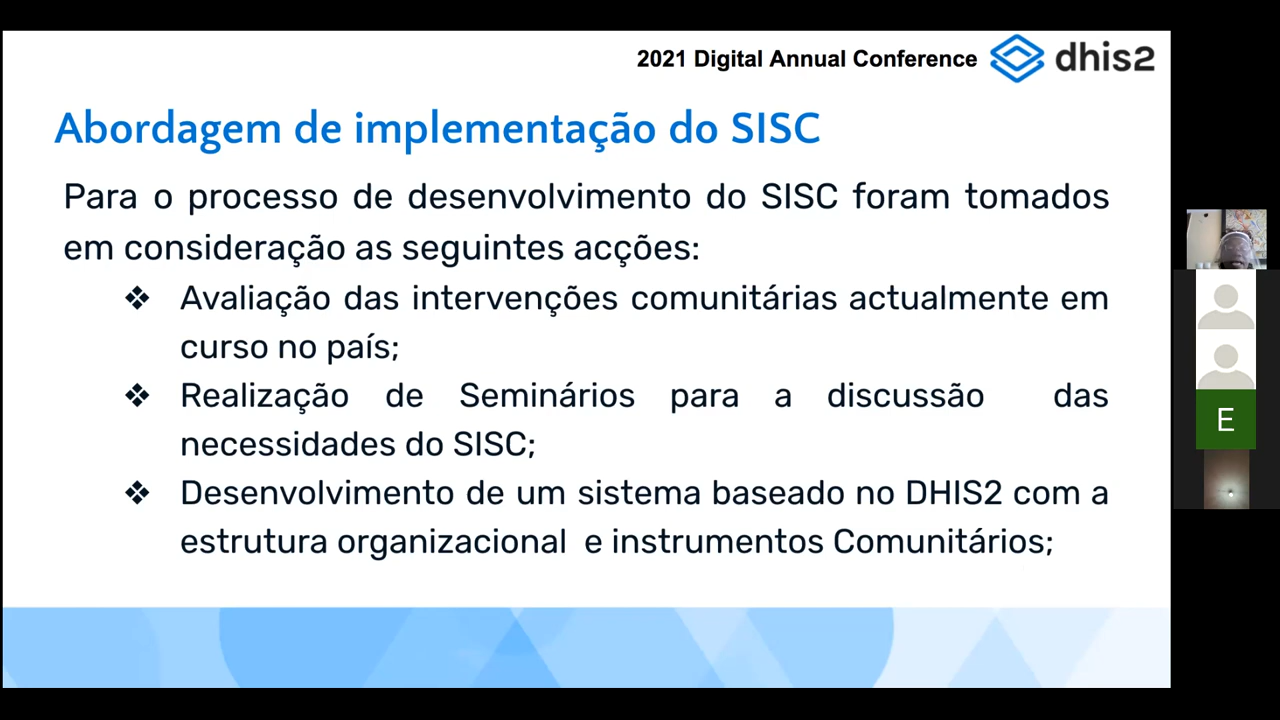 2021 Digital Annual Conference dhis2
Abordagem de implementação do SISC
Para o processo de desenvolvimento do SISC foram tomados
em consideração as seguintes acções:
❖ Avaliação das intervenções comunitárias actualmente em
curso no país;
❖ Realização de Seminários para a discussão das
necessidades do SISC;
❖ Desenvolvimento de um sistema baseado no DHIS2 com a
estrutura organizacional e instrumentos Comunitários;
E